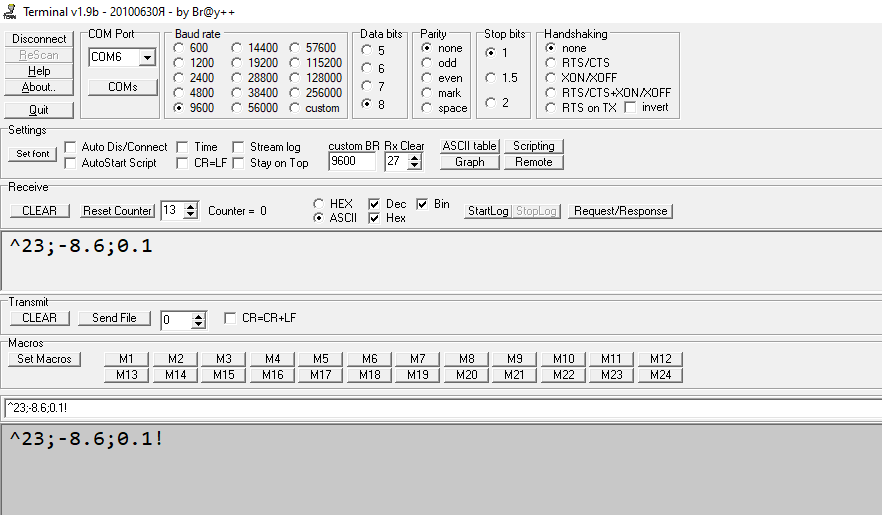 Terminal v1.9b - 20100630Я - by Br@y++
Disconnect
ReScan
Help
About..
Quit
COM Port
COM6
COMs
Baud rate
600 14400 57600
1200 19200 115200
2400 28800 128000
4800 38400 256000
9600 56000 custom
Data bits
5
6
7
8
Parity
none
odd
even
mark
space
Stop bits
1
1.5
2
Handshaking
none
RTS/CTS
XON/XOFF
RTS/CTS+XON/XOFF
RTS on TX invert
Settings
Set font
Auto Dis/Connect Time Stream log
AutoStart Script CR=LF Stay on Top
custom BR Rx Clear
9600 27
ASCII table Scripting
Graph Remote
Receive
CLEAR Reset Counter 13 Counter = 0
HEX Dec Bin
ASCII Hex
StartLog StopLog Request/Response
^23;-8.6;0.1
Transmit
CLEAR Send File 0 CR=CR+LF
Macros
Set Macros
M1 M2 M3 M4 M5 M6 M7 M8 M9 M10 M11 M12
M13 M14 M15 M16 M17 M18 M19 M20 M21 M22 M23 M24
^23;-8.6;0.1!
^23;-8.6;0.1!